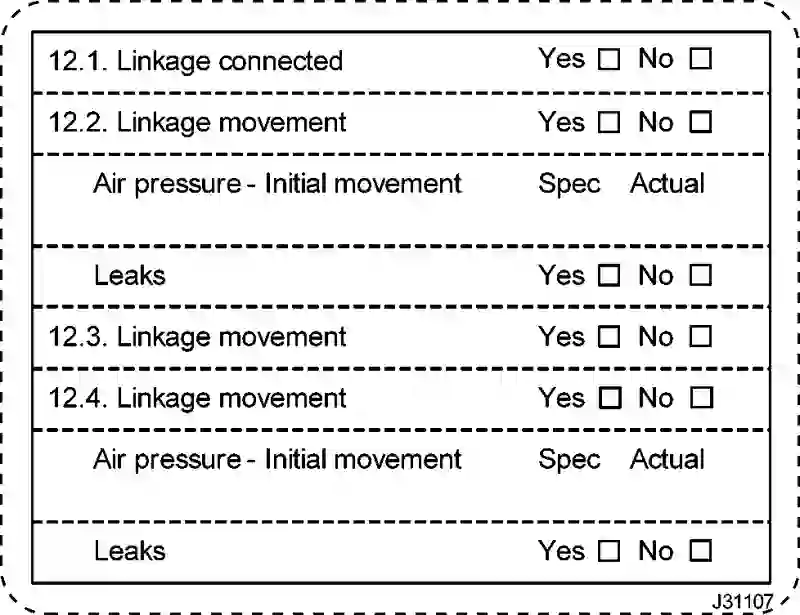 12.1. Linkage connected Yes ☐ No ☐
12.2. Linkage movement Yes ☐ No ☐
Air pressure - Initial movement Spec Actual
Leaks Yes ☐ No ☐
12.3. Linkage movement Yes ☐ No ☐
12.4. Linkage movement Yes ☐ No ☐
Air pressure - Initial movement Spec Actual
Leaks Yes ☐ No ☐
J31107